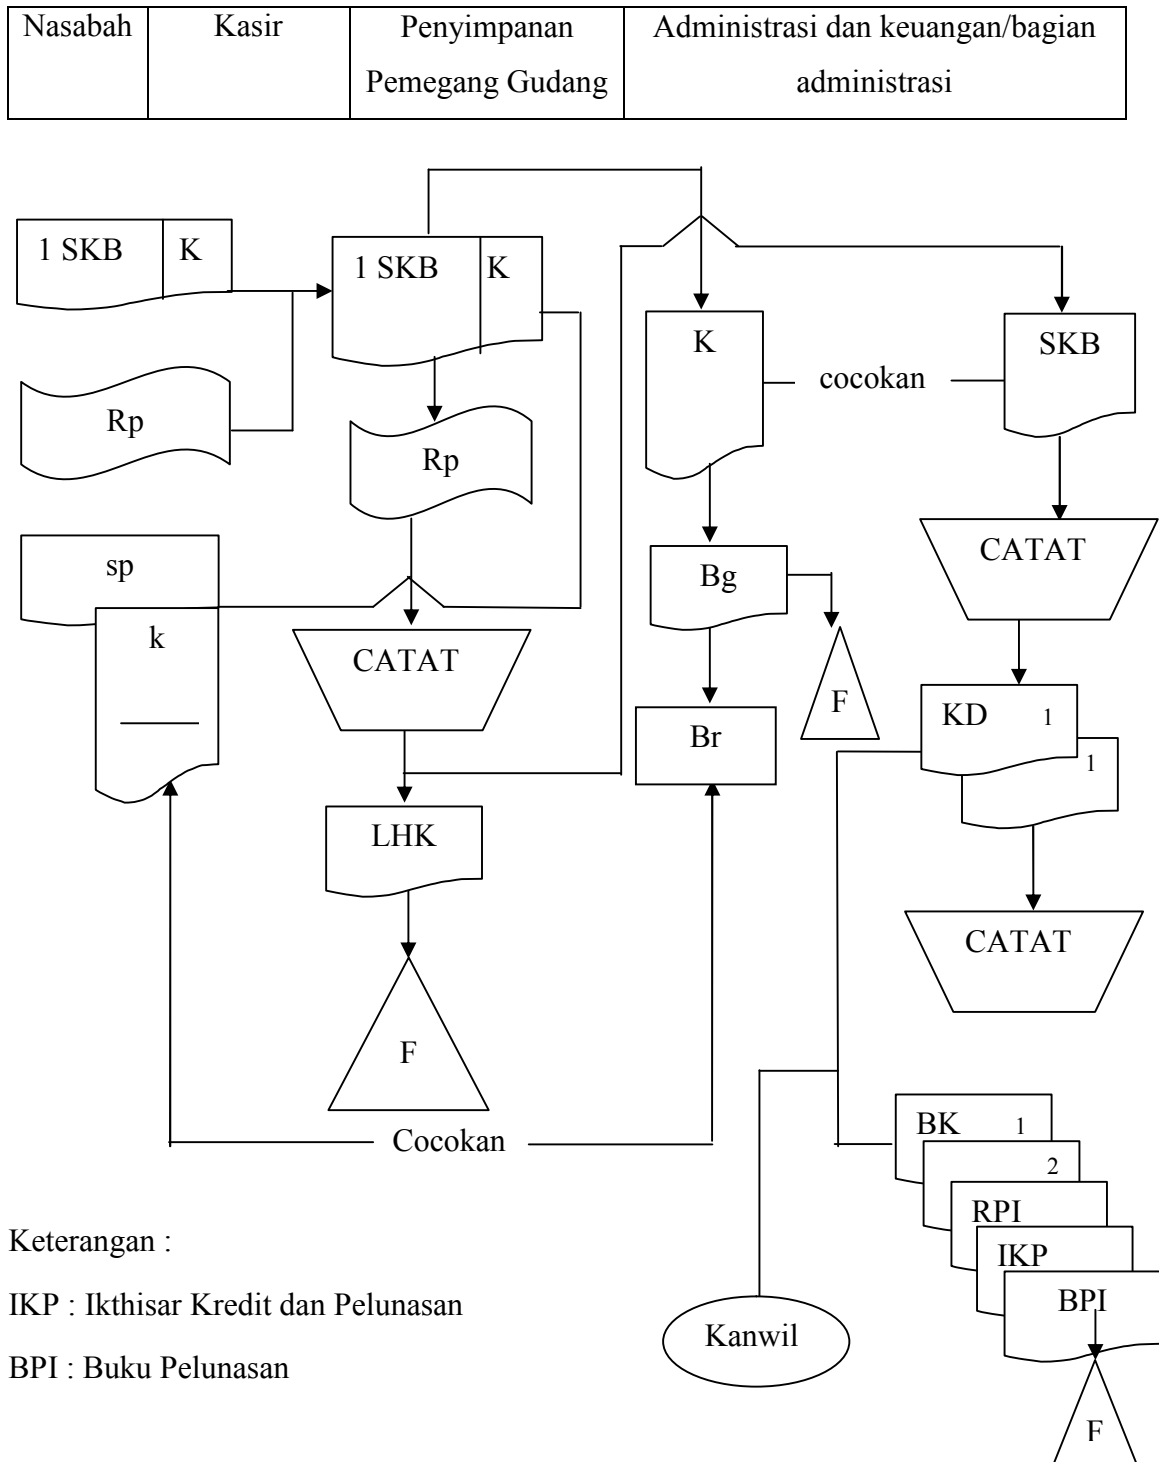 Nasabah Kasir Penyimpanan Administrasi dan keuangan/bagian
Pemegang Gudang administrasi
1 SKB K
1 SKB K
K
SKB
cocokan
Rp
Rp
CATAT
sp
Bg
k
CATAT
F
KD 1
Br
1
LHK
CATAT
F
BK 1
Cocokan
2
RPI
Keterangan :
IKP
IKP : Ikthisar Kredit dan Pelunasan
BPI
Kanwil
BPI : Buku Pelunasan
F